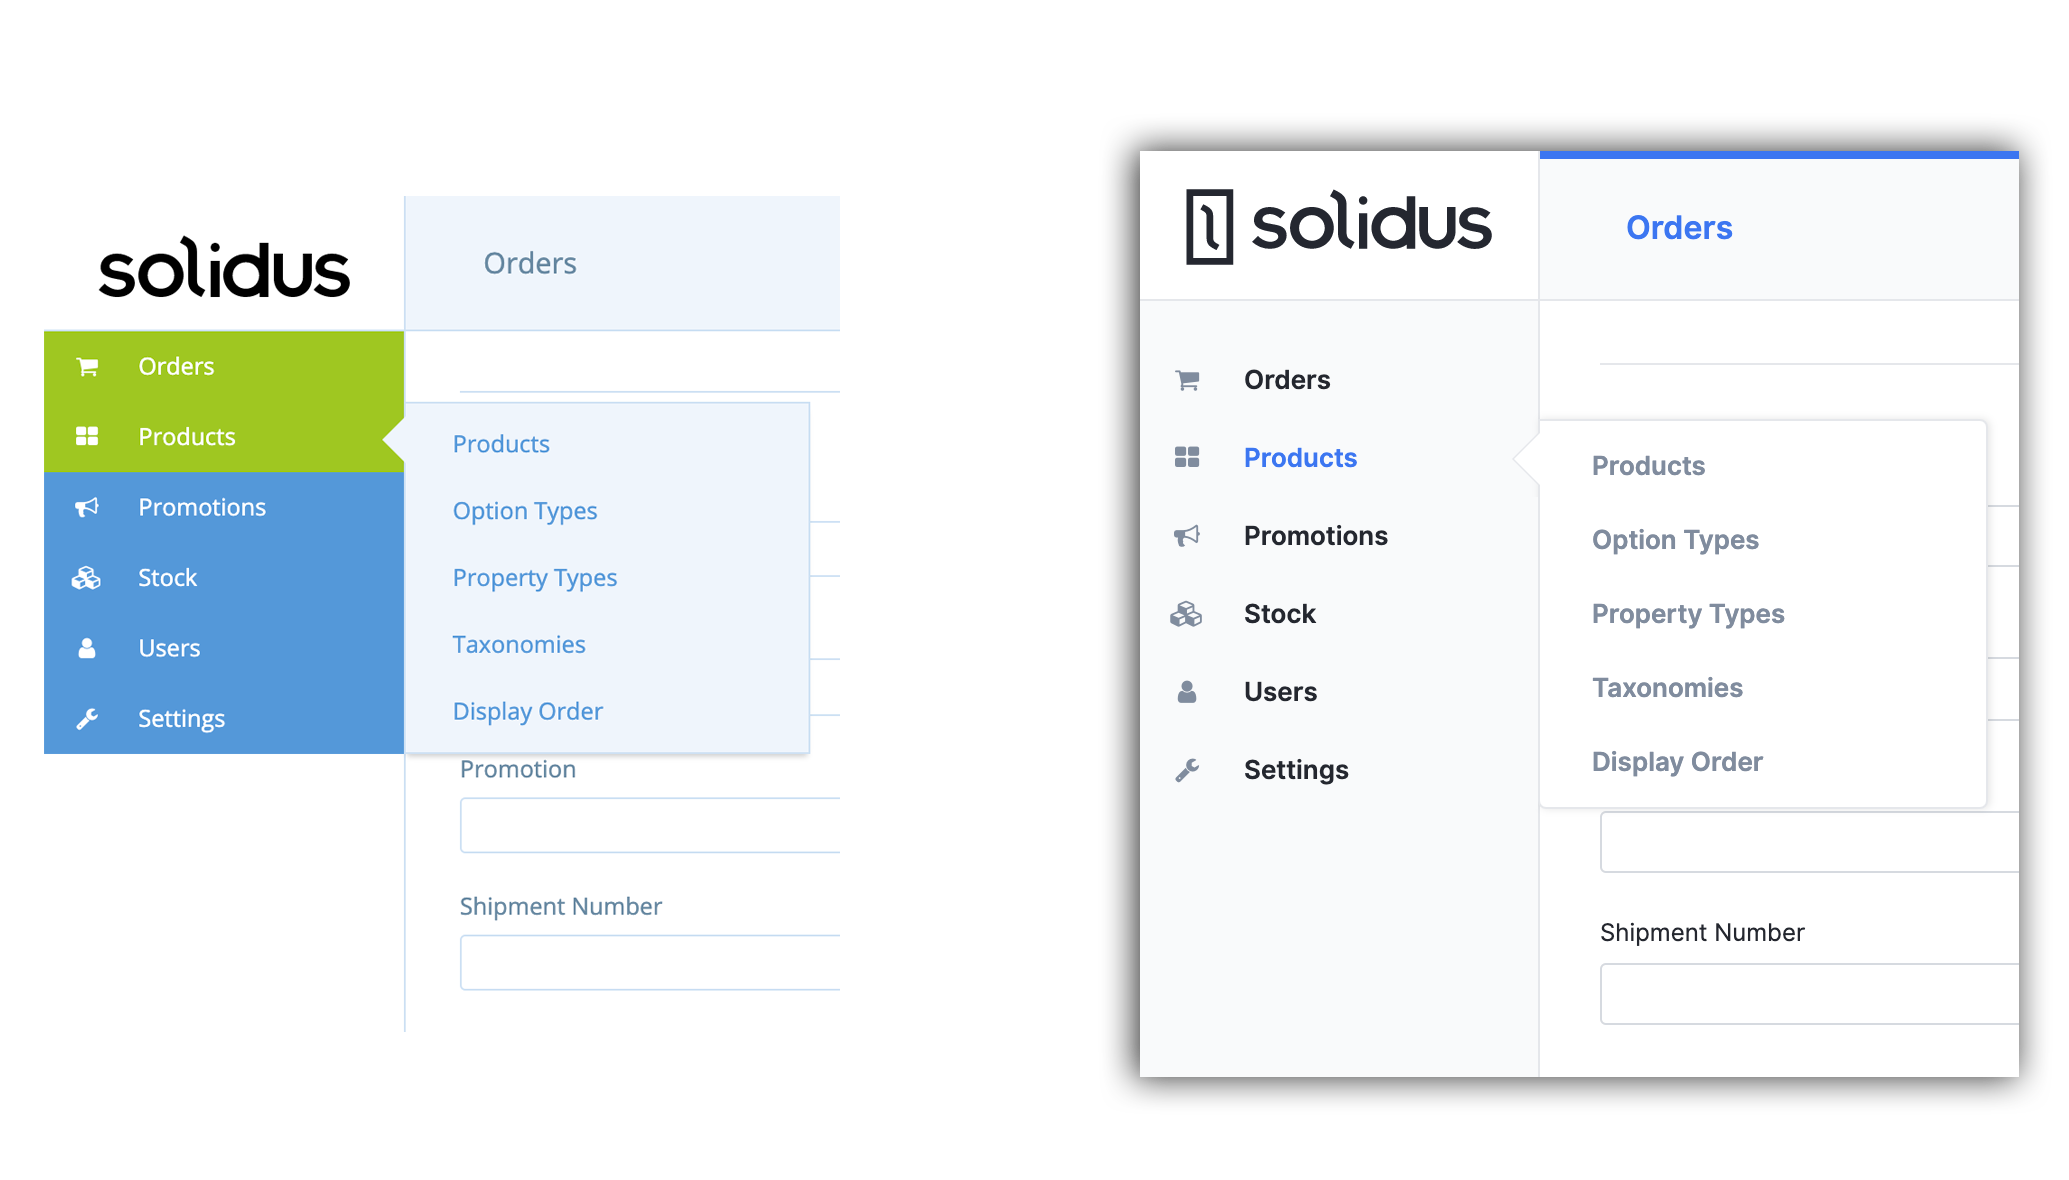 solidus
Orders
Orders
Products
Promotions
Stock
Users
Settings
Products
Option Types
Property Types
Taxonomies
Display Order
Promotion
Shipment Number
solidus
Orders
Orders
Products
Promotions
Stock
Users
Settings
Products
Option Types
Property Types
Taxonomies
Display Order
Shipment Number